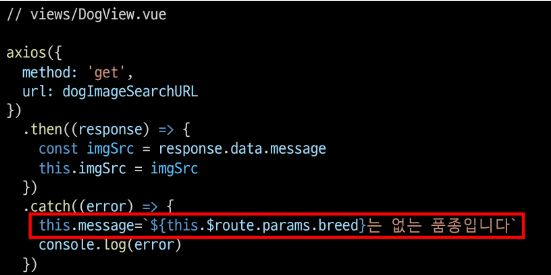 // views/DogView.vue
axios({
method: 'get',
url: dogImageSearchURL
})
.then((response) => {
const imgSrc = response.data.message
this.imgSrc = imgSrc
})
.catch((error) => {
this.message=`${this.$route.params.breed}는 없는 품종입니다`
console.log(error)
})